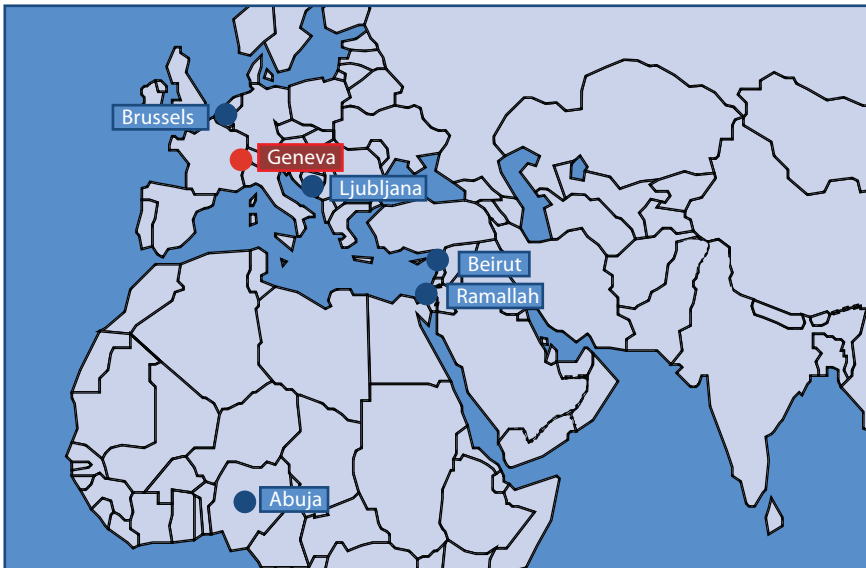 Brussels
Geneva
Ljubljana
Beirut
Ramallah
Abuja